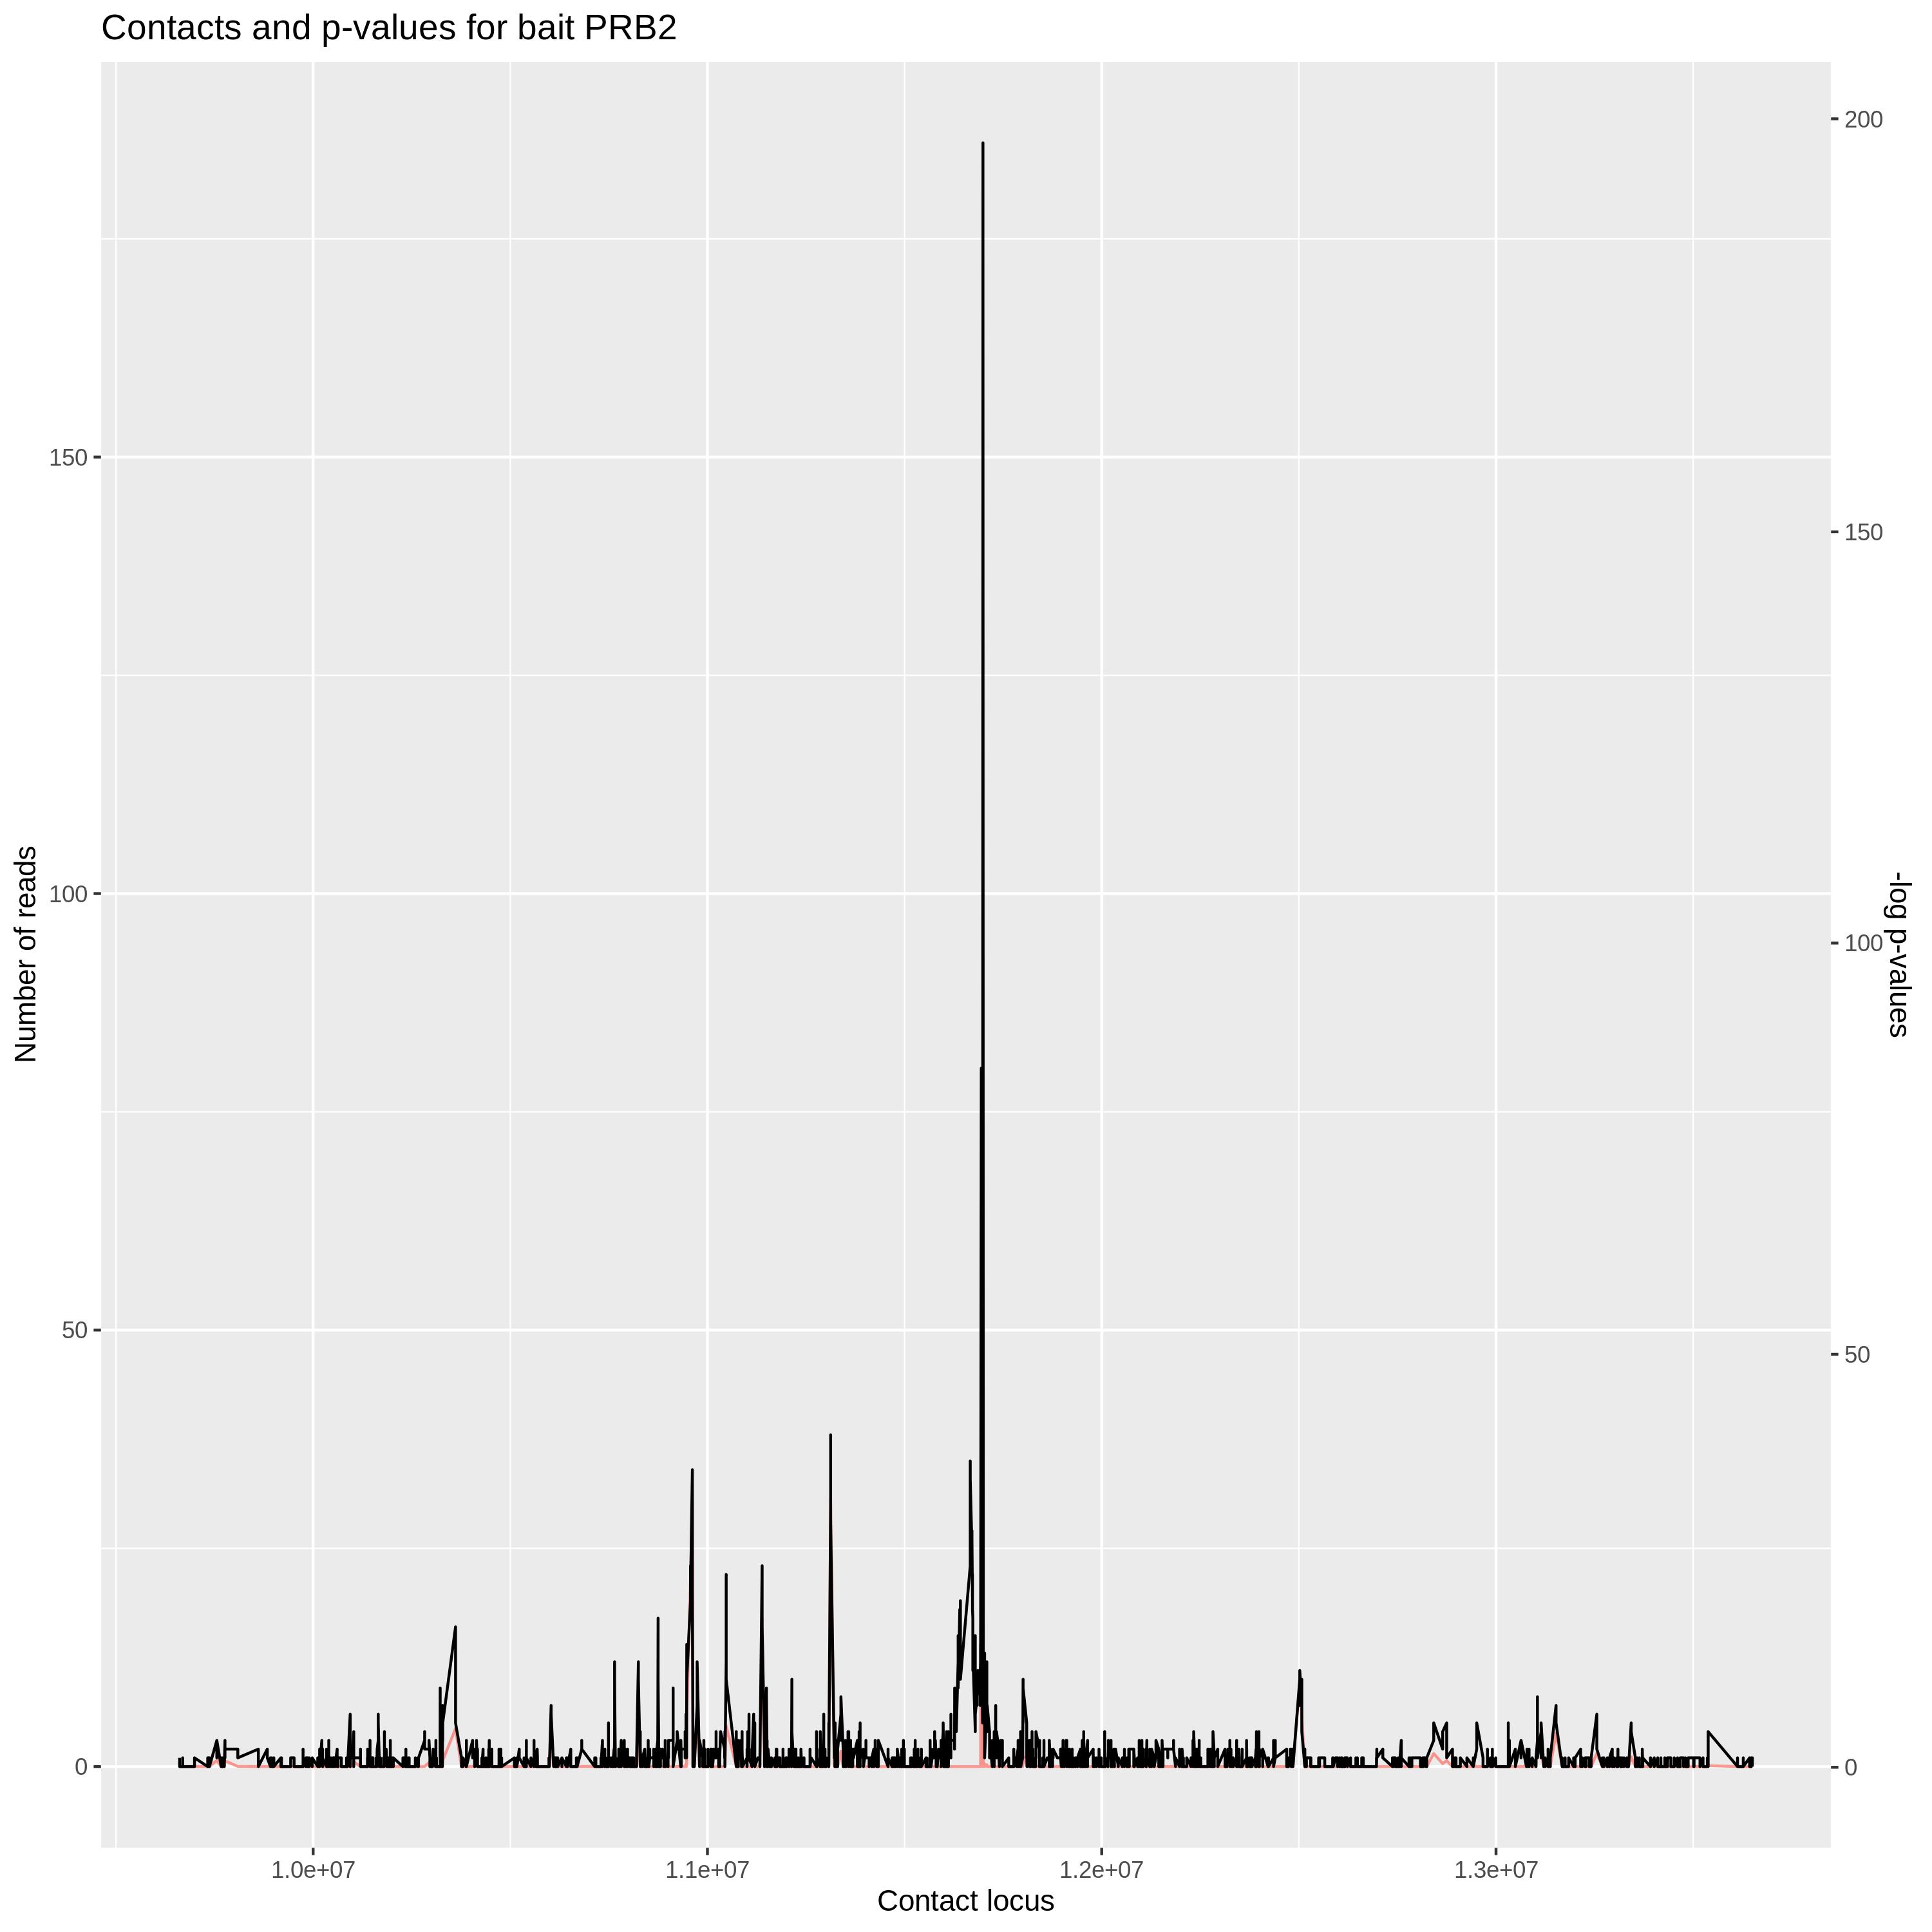 Contacts and p-values for bait PRB2
200
150
150
100
100
50
50
0
0
Number of reads
-log p-values
1.0e+07
1.1e+07
1.2e+07
1.3e+07
Contact locus